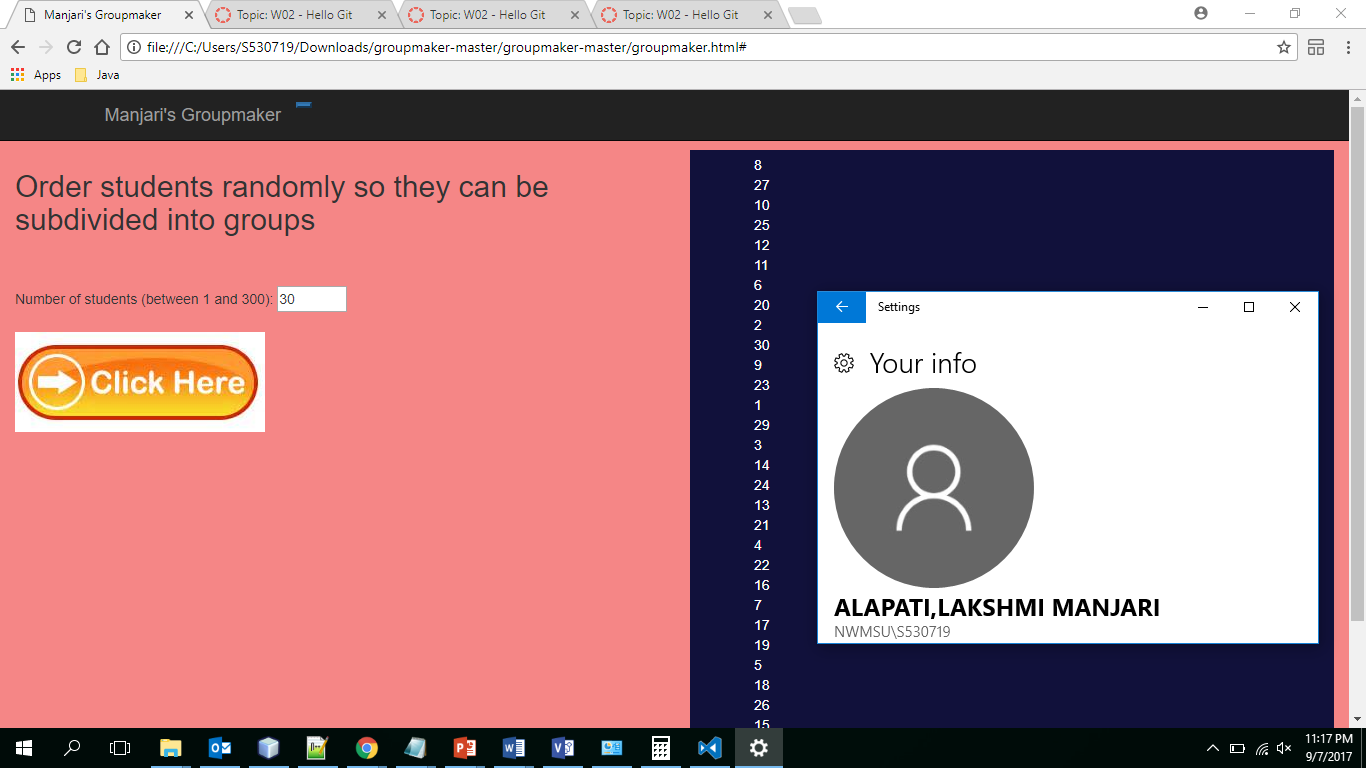 Manjari's Groupmaker
Topic: W02 - Hello Git
Topic: W02 - Hello Git
Topic: W02 - Hello Git
file:///C:/Users/S530719/Downloads/groupmaker-master/groupmaker-master/groupmaker.html#
Apps
Java
Manjari's Groupmaker
Order students randomly so they can be
subdivided into groups
Number of students (between 1 and 300): 30
Click Here
8
27
10
25
12
11
6
20
2
30
9
23
1
29
3
14
24
13
21
4
22
16
7
17
19
5
18
26
15
Settings
Your info
ALAPATI,LAKSHMI MANJARI
NWMSU\S530719
11:17 PM
9/7/2017